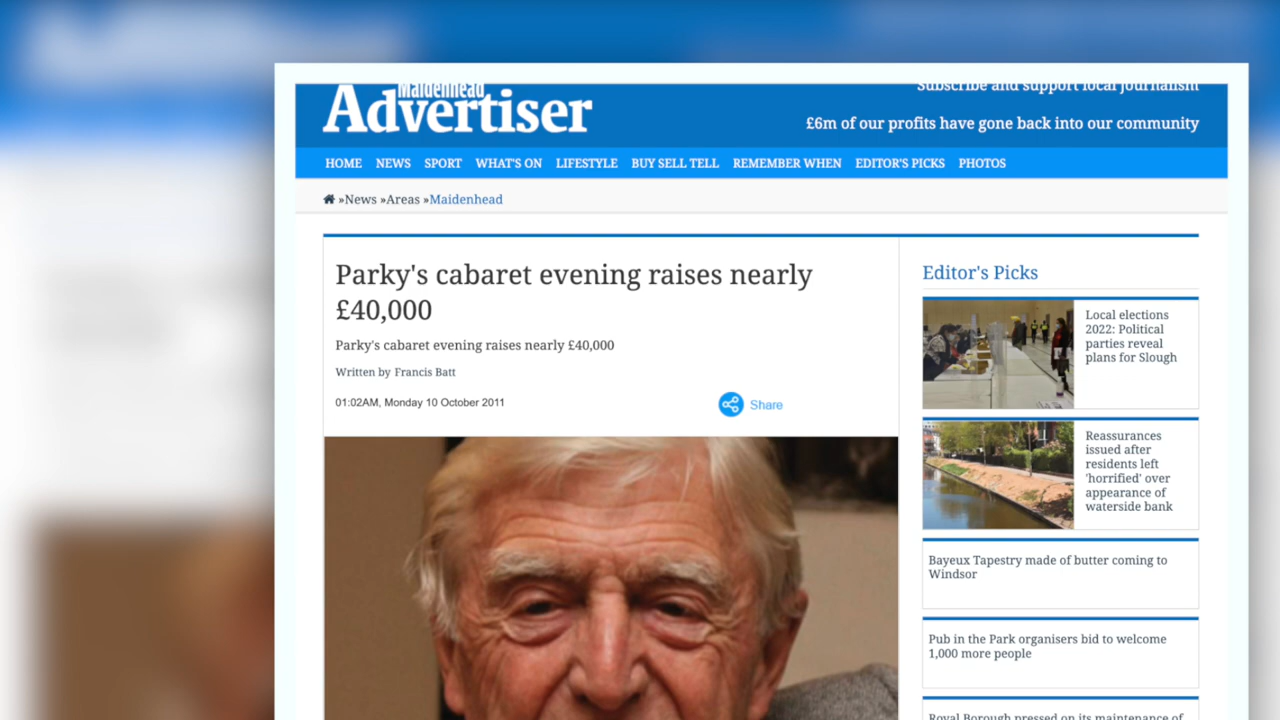 Maidenhead
Advertiser
Subscribe and support local journalism
£6m of our profits have gone back into our community
HOME NEWS SPORT WHAT'S ON LIFESTYLE BUY SELL TELL REMEMBER WHEN EDITOR'S PICKS PHOTOS
»News »Areas »Maidenhead
Parky's cabaret evening raises nearly
£40,000
Parky's cabaret evening raises nearly £40,000
Written by Francis Batt
01:02AM, Monday 10 October 2011
Share
Editor's Picks
Local elections
2022: Political
parties reveal
plans for Slough
Reassurances
issued after
residents left
'horrified' over
appearance of
waterside bank
Bayeux Tapestry made of butter coming to
Windsor
Pub in the Park organisers bid to welcome
1,000 more people
Royal Borough pressed on its maintenance of